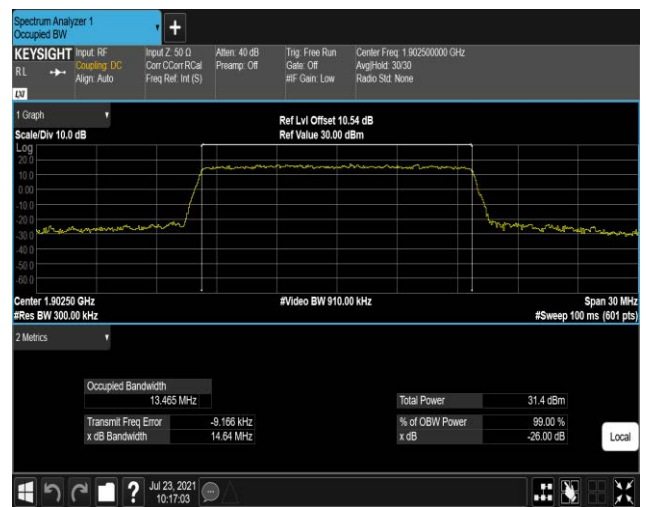 Spectrum Analyzer 1
Occupied BW
+
KEYSIGHT Input: RF Input Z: 50 Ω Atten: 40 dB Trig: Free Run Center Freq: 1.902500000 GHz
RL Coupling: DC Corr CCorr RCal Preamp: Off Gate: Off Avg|Hold: 30/30
Align: Auto Freq Ref: Int (S) #IF Gain: Low Radio Std: None
LXI
1 Graph
Ref Lvl Offset 10.54 dB
Scale/Div 10.0 dB Ref Value 30.00 dBm
Log
20.0
10.0
0.00
-10.0
-20.0
-30.0
-40.0
-50.0
-60.0
Center 1.90250 GHz #Video BW 910.00 kHz Span 30 MHz
#Res BW 300.00 kHz #Sweep 100 ms (601 pts)
2 Metrics
Occupied Bandwidth
13.465 MHz Total Power 31.4 dBm
Transmit Freq Error -9.166 kHz % of OBW Power 99.00 %
x dB Bandwidth 14.64 MHz x dB -26.00 dB
Local
? Jul 23, 2021
10:17:03